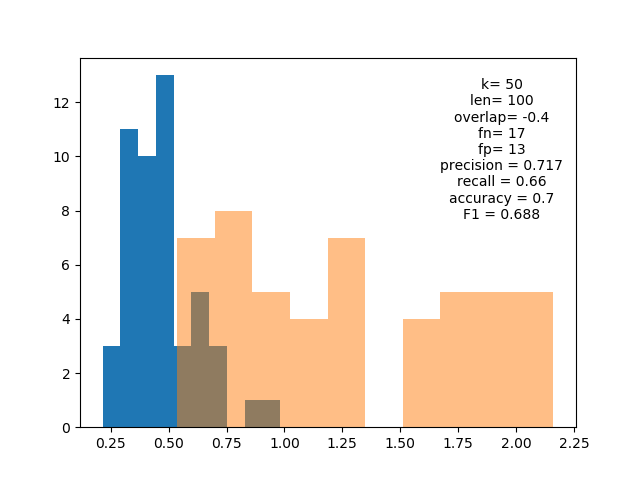 k= 50
len= 100
overlap= -0.4
fn= 17
fp= 13
precision = 0.717
recall = 0.66
accuracy = 0.7
F1 = 0.688
12
10
8
6
4
2
0
0.25 0.50 0.75 1.00 1.25 1.50 1.75 2.00 2.25